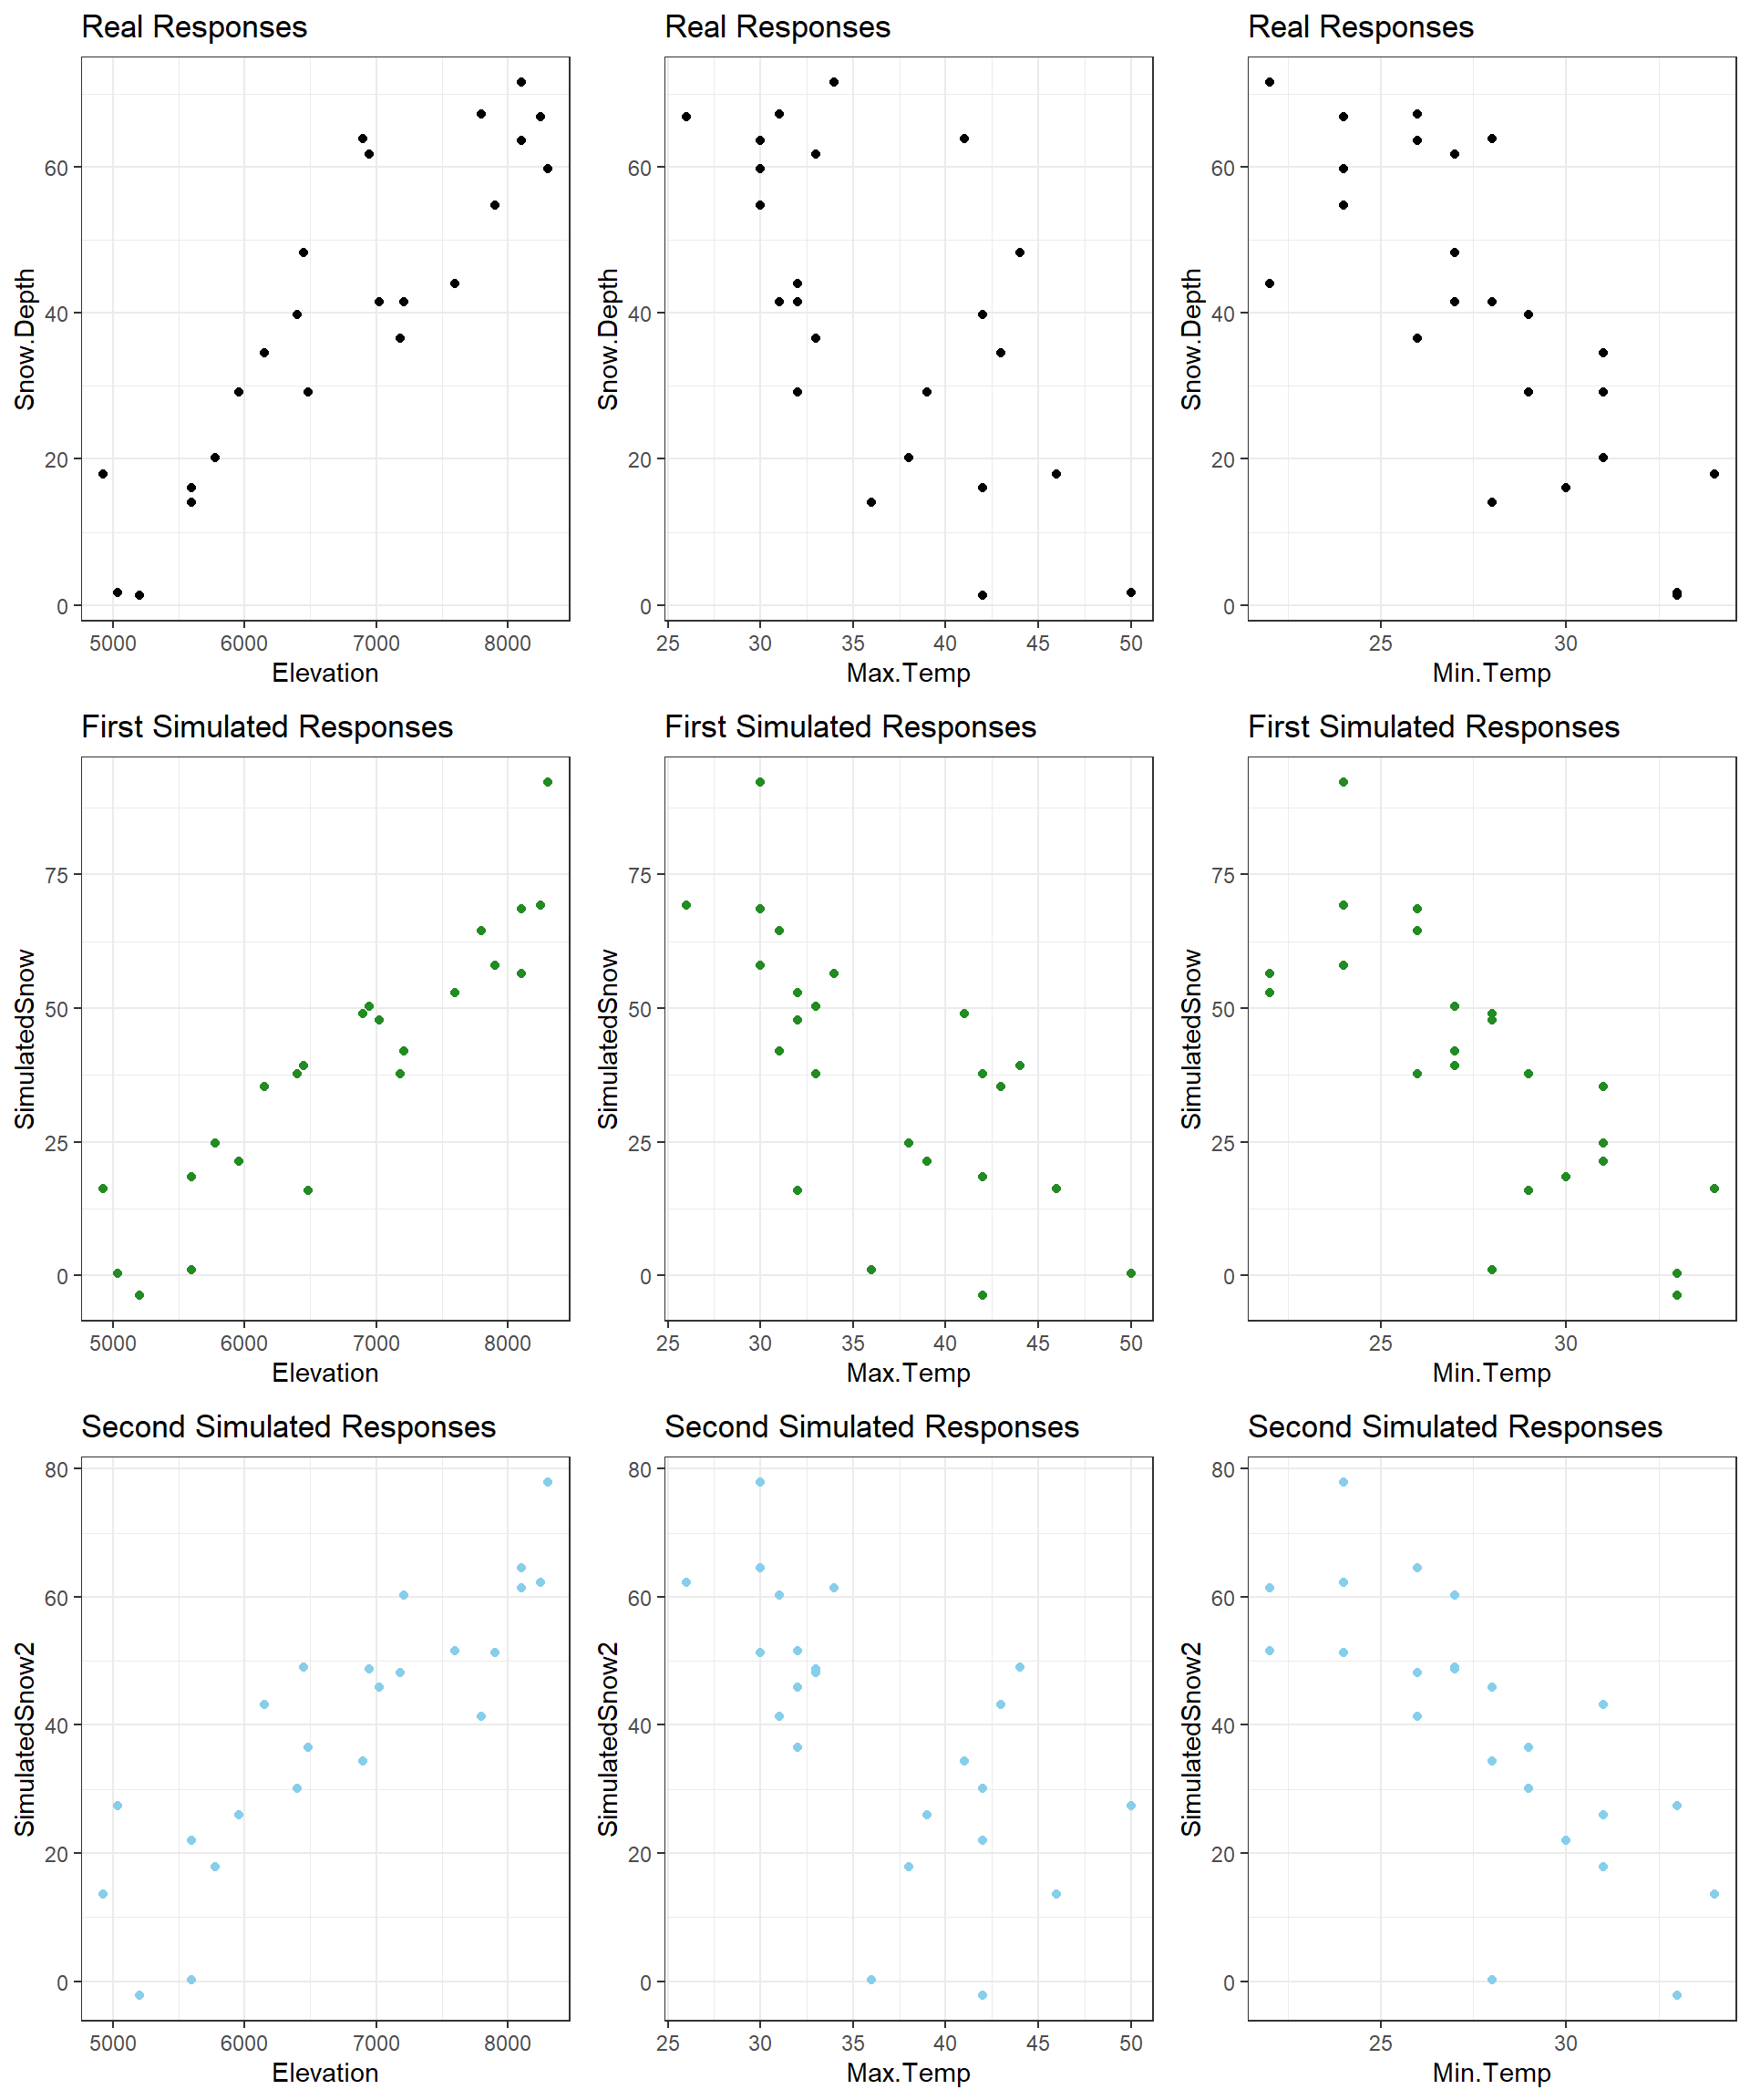 Real Responses
Snow.Depth
60
40
20
0
5000 6000 7000 8000
Elevation
Real Responses
Snow.Depth
60
40
20
0
25 30 35 40 45 50
Max.Temp
Real Responses
Snow.Depth
60
40
20
0
25 30
Min.Temp
First Simulated Responses
SimulatedSnow
75
50
25
0
5000 6000 7000 8000
Elevation
First Simulated Responses
SimulatedSnow
75
50
25
0
25 30 35 40 45 50
Max.Temp
First Simulated Responses
SimulatedSnow
75
50
25
0
25 30
Min.Temp
Second Simulated Responses
SimulatedSnow2
80
60
40
20
0
5000 6000 7000 8000
Elevation
Second Simulated Responses
SimulatedSnow2
80
60
40
20
0
25 30 35 40 45 50
Max.Temp
Second Simulated Responses
SimulatedSnow2
80
60
40
20
0
25 30
Min.Temp